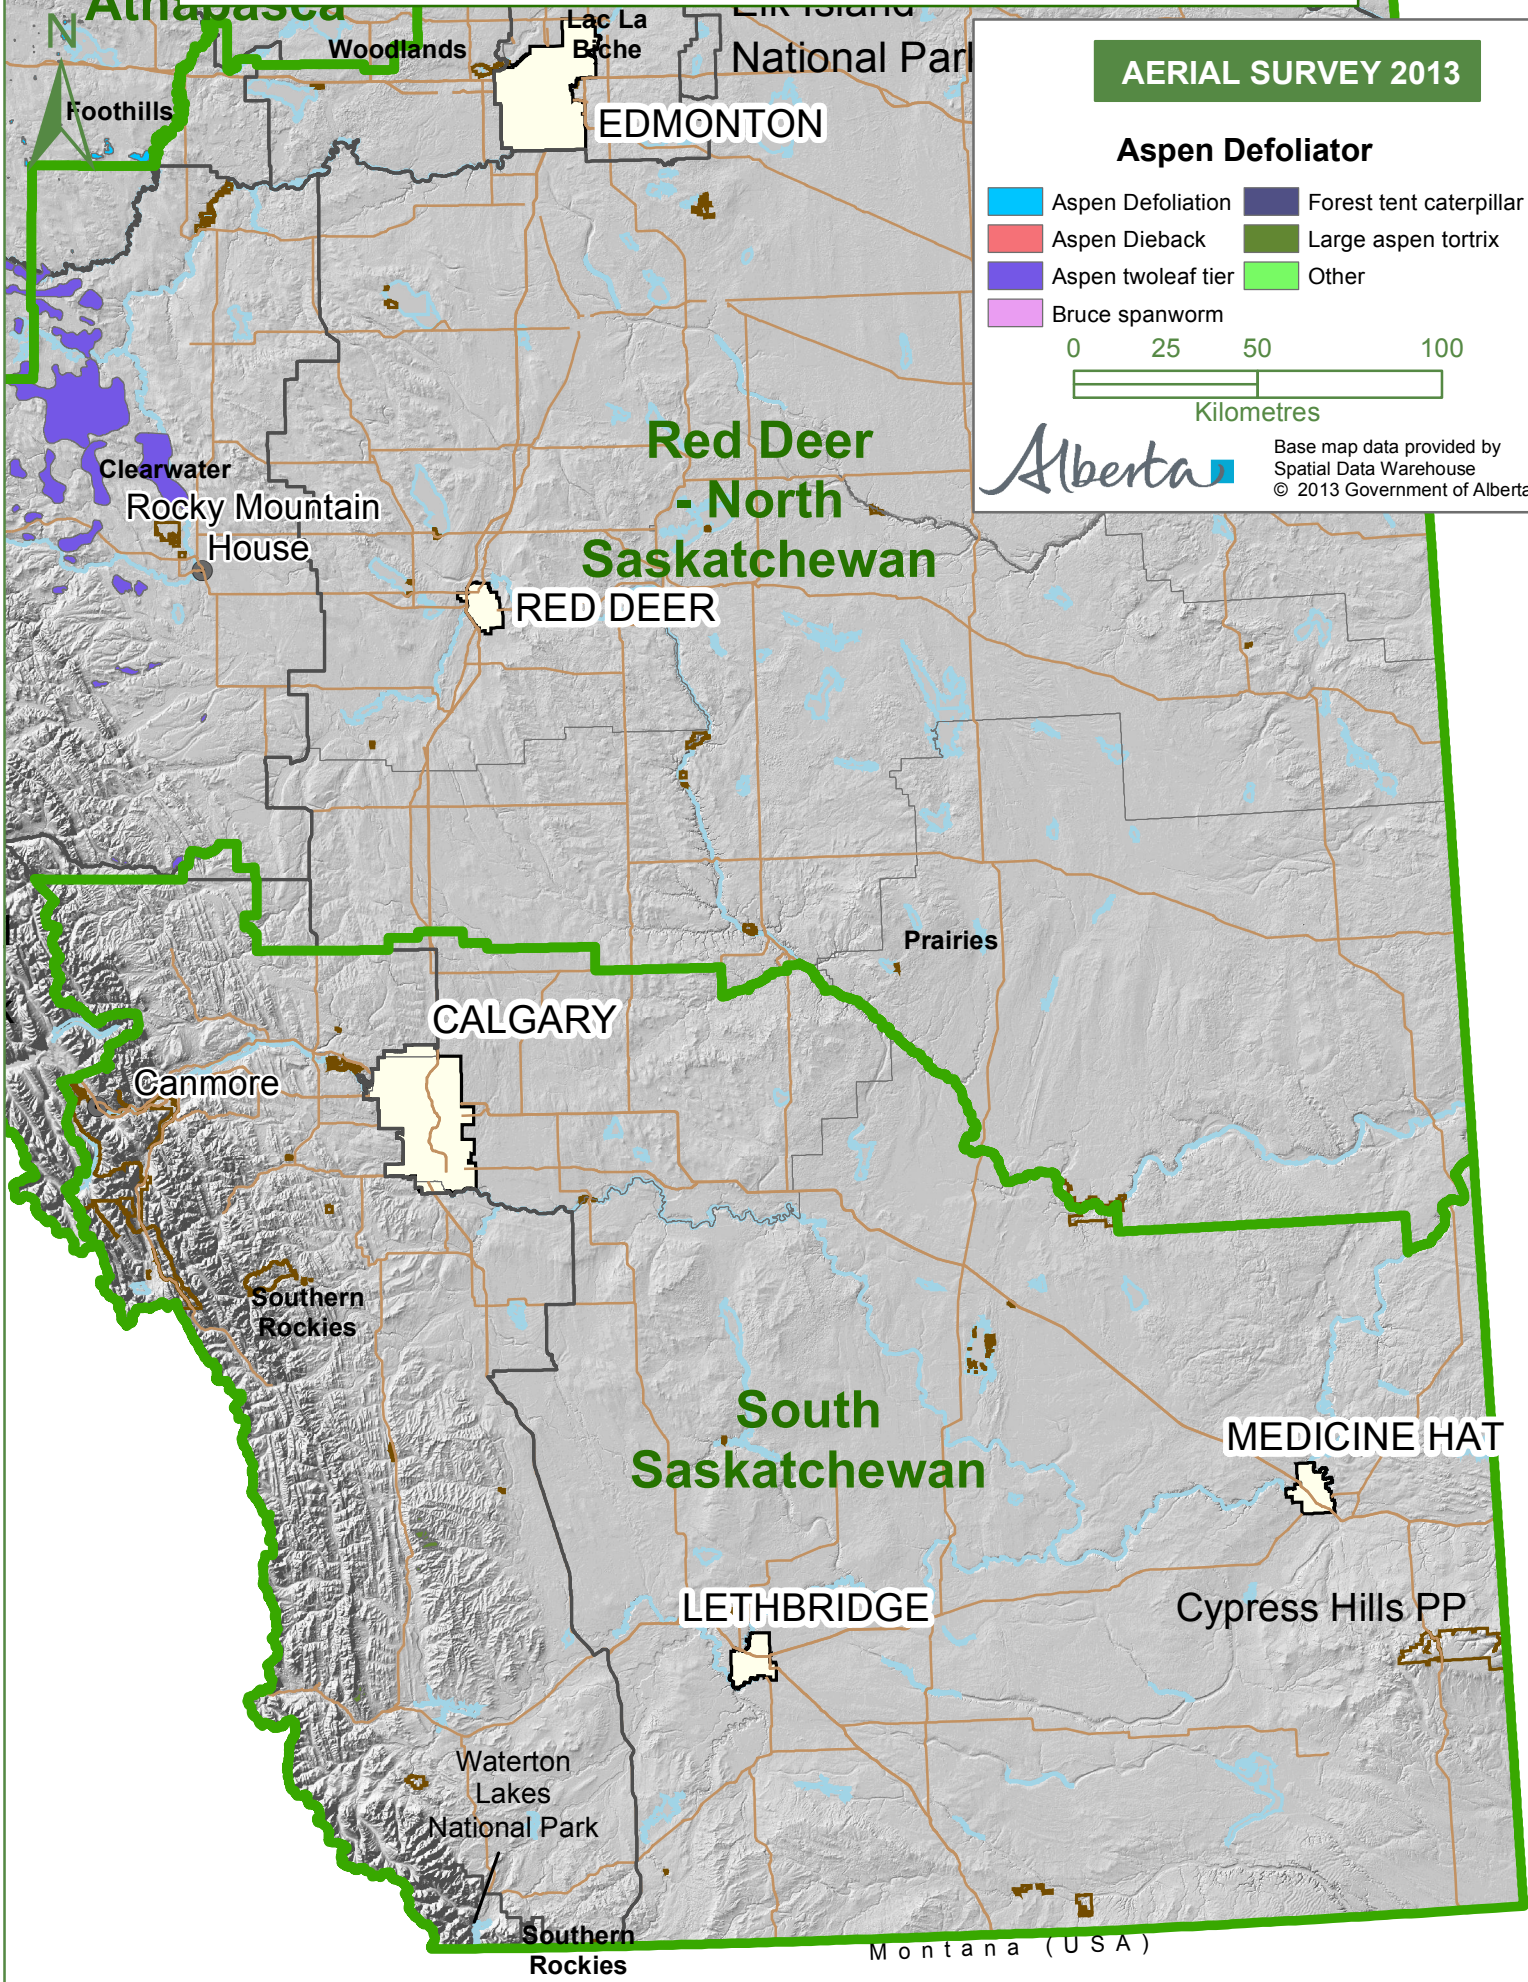 Athabasca
N
Woodlands
Lac La
Biche
Elk Island
National Park
Foothills
EDMONTON
AERIAL SURVEY 2013
Aspen Defoliator
Aspen Defoliation
Forest tent caterpillar
Aspen Dieback
Large aspen tortrix
Aspen twoleaf tier
Other
Bruce spanworm
0 25 50 100
Kilometres
Alberta
Base map data provided by
Spatial Data Warehouse
© 2013 Government of Alberta
Red Deer
- North
Saskatchewan
Clearwater
Rocky Mountain
House
RED DEER
Prairies
CALGARY
Canmore
Southern
Rockies
South
Saskatchewan
MEDICINE HAT
LETHBRIDGE
Cypress Hills PP
Waterton
Lakes
National Park
Southern
Rockies
Montana (USA)